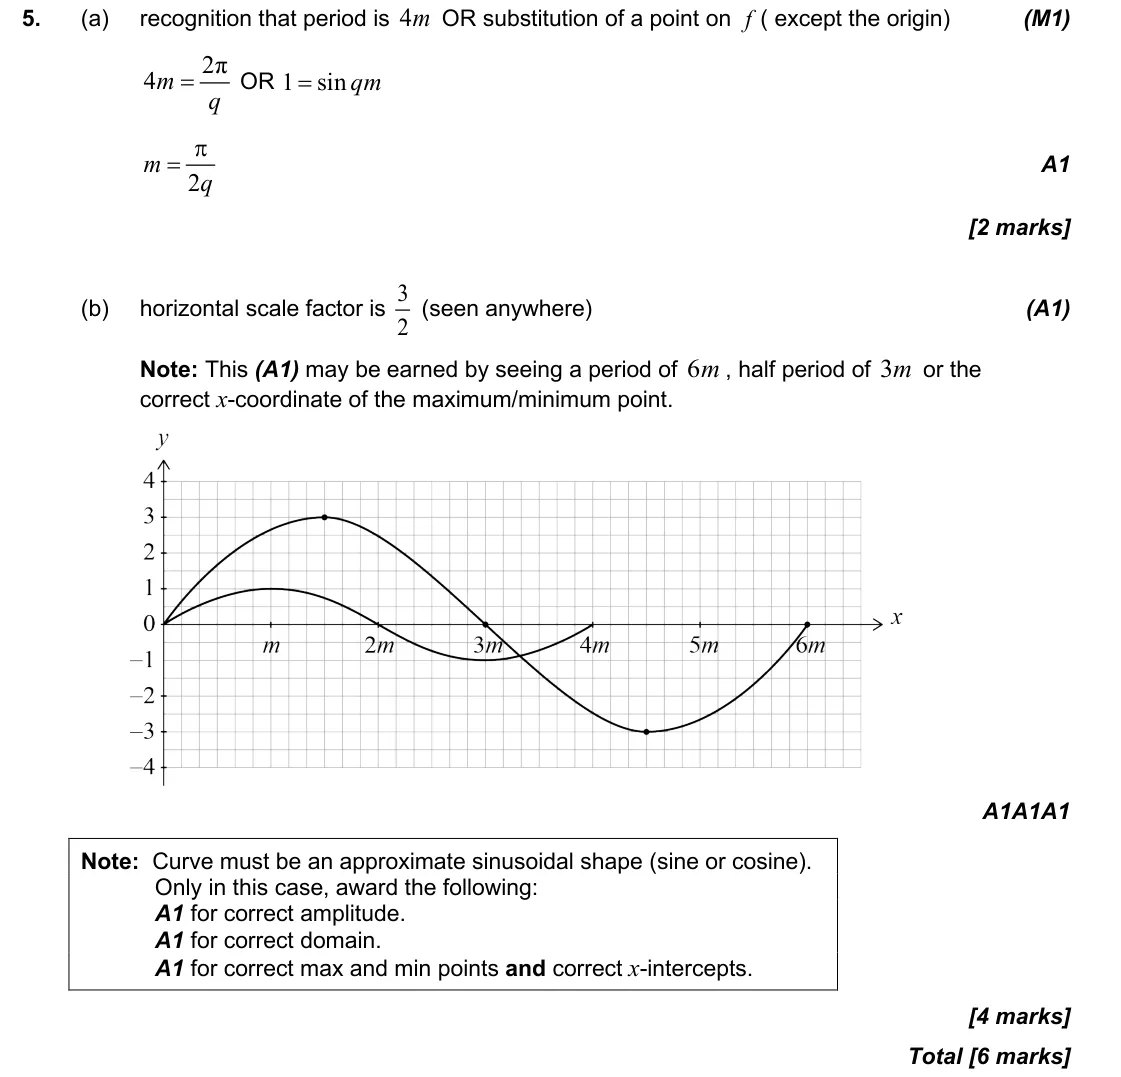 5. (a) recognition that period is 4m OR substitution of a point on f ( except the origin) (M1)
4m = 2π/q OR 1 = sin qm
m = π/2q A1
[2 marks]
(b) horizontal scale factor is 3/2 (seen anywhere) (A1)
Note: This (A1) may be earned by seeing a period of 6m , half period of 3m or the
correct x-coordinate of the maximum/minimum point.
y
4
3
2
1
0 x
m 2m 3m 4m 5m 6m
−1
−2
−3
−4
A1A1A1
Note: Curve must be an approximate sinusoidal shape (sine or cosine).
Only in this case, award the following:
A1 for correct amplitude.
A1 for correct domain.
A1 for correct max and min points and correct x-intercepts.
[4 marks]
Total [6 marks]